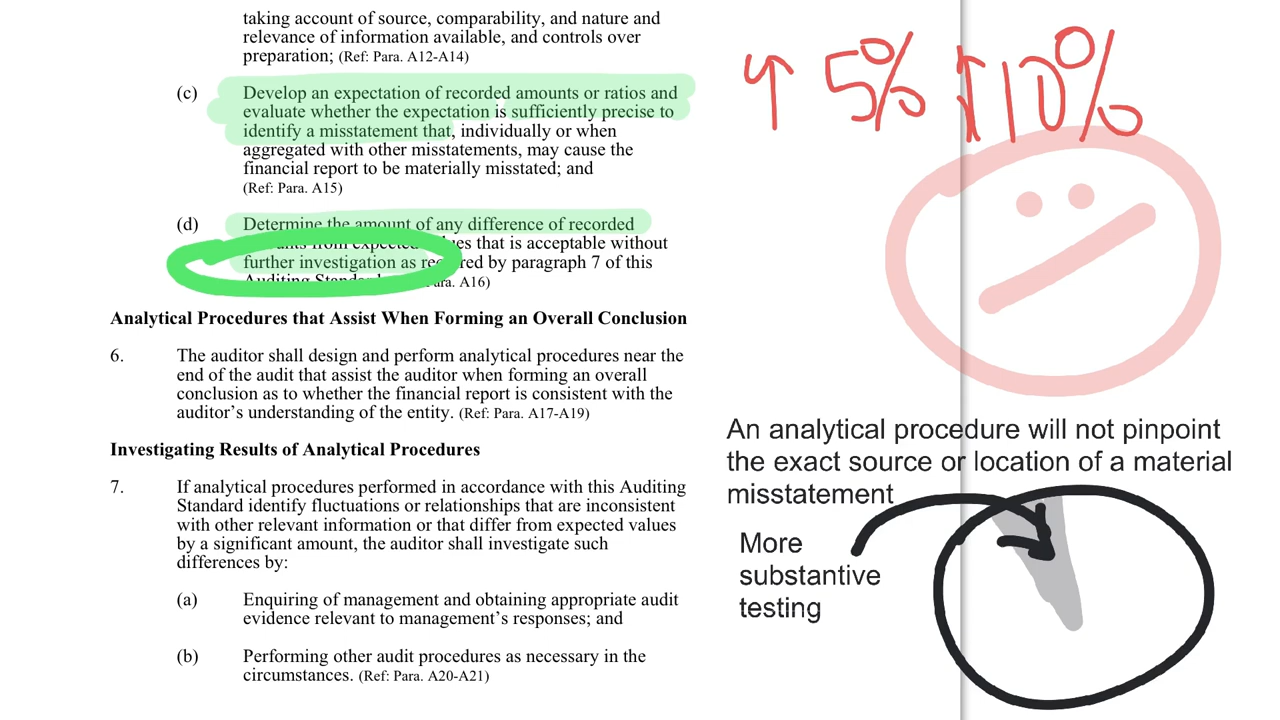 taking account of source, comparability, and nature and
relevance of information available, and controls over
preparation; (Ref: Para. A12-A14)
(c) Develop an expectation of recorded amounts or ratios and
evaluate whether the expectation is sufficiently precise to
identify a misstatement that, individually or when
aggregated with other misstatements, may cause the
financial report to be materially misstated; and
(Ref: Para. A15)
(d) Determine the amount of any difference of recorded
from expected that is acceptable without
further investigation as required by paragraph 7 of this
Auditing A16)
Analytical Procedures that Assist When Forming an Overall Conclusion
6. The auditor shall design and perform analytical procedures near the
end of the audit that assist the auditor when forming an overall
conclusion as to whether the financial report is consistent with the
auditor's understanding of the entity. (Ref: Para. A17-A19)
Investigating Results of Analytical Procedures
7. If analytical procedures performed in accordance with this Auditing
Standard identify fluctuations or relationships that are inconsistent
with other relevant information or that differ from expected values
by a significant amount, the auditor shall investigate such
differences by:
(a) Enquiring of management and obtaining appropriate audit
evidence relevant to management's responses; and
(b) Performing other audit procedures as necessary in the
circumstances. (Ref: Para. A20-A21)
↑ 5% ↑ 10%
An analytical procedure will not pinpoint
the exact source or location of a material
misstatement
More
substantive
testing